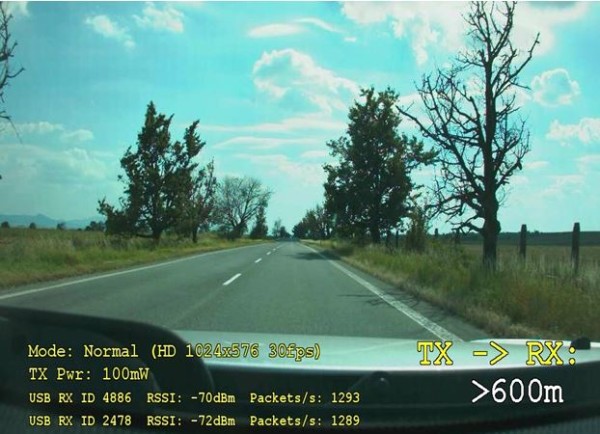 Mode: Normal (HD 1024x576 30fps)
TX Pwr: 100mW
USB RX ID 4886 RSSI: -70dBm Packets/s: 1293
USB RX ID 2478 RSSI: -72dBm Packets/s: 1289
TX -> RX:
>600m